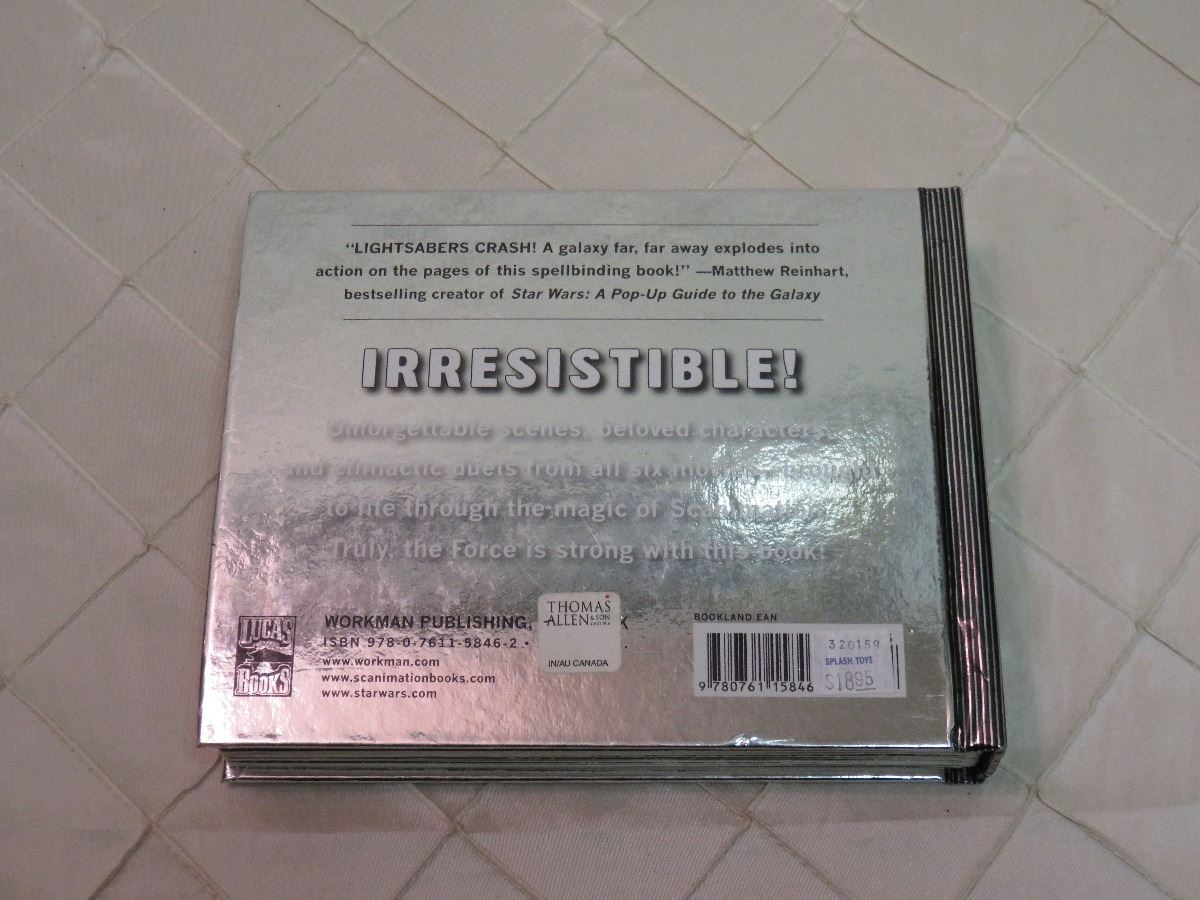 “LIGHTSABERS CRASH! A galaxy far, far away explodes into
action on the pages of this spellbinding book!” —Matthew Reinhart,
bestselling creator of Star Wars: A Pop-Up Guide to the Galaxy
IRRESISTIBLE!
Unforgettable scenes, beloved characters
and climactic duels from all six movies, brought
to life through the magic of Scanimation.
Truly, the Force is strong with this book!
LUCAS
BOOKS
WORKMAN PUBLISHING,
ISBN 978-0-7611-5846-2 •
www.workman.com
www.scanimationbooks.com
www.starwars.com
THOMAS
ALLEN & SON
IN/AU CANADA
BOOKLAND EAN
9 780761 15846
320159
SPLASH TOYS
$1895